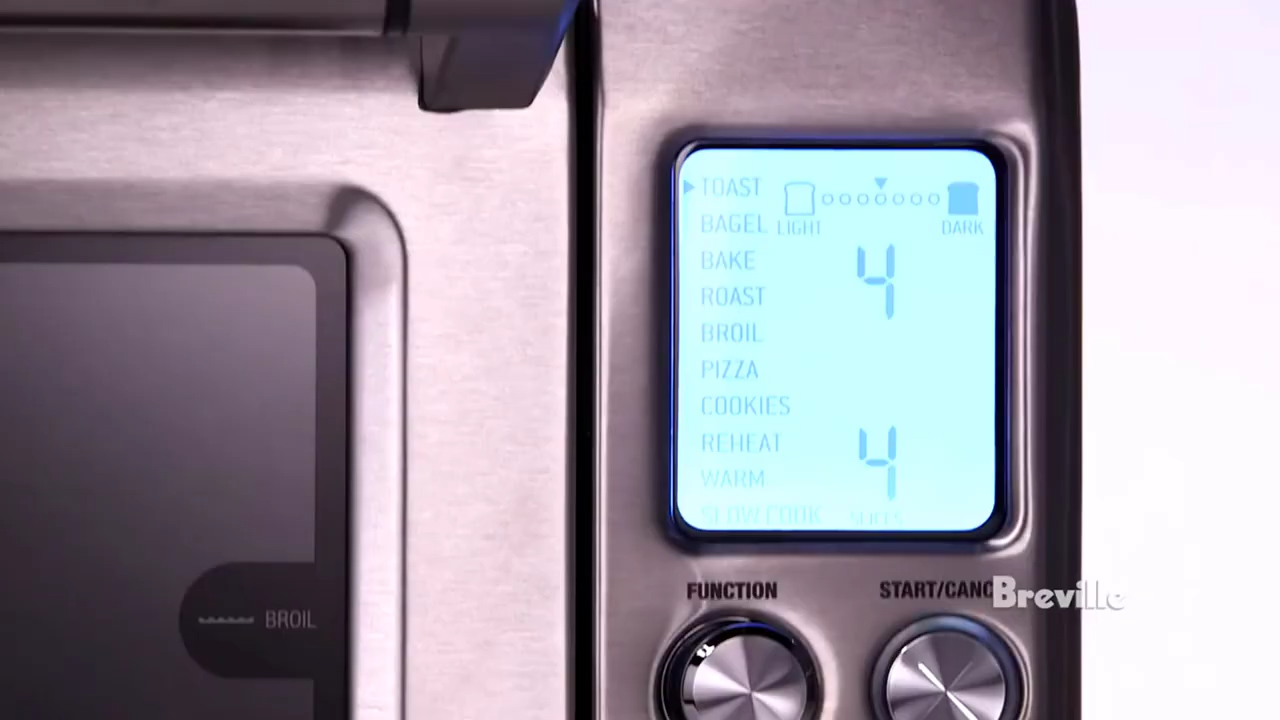 TOAST
BAGEL LIGHT DARK
BAKE 4
ROAST
BROIL
PIZZA
COOKIES
REHEAT 4
WARM
SLOW COOK SLICES
FUNCTION START/CANC
Breville
BROIL